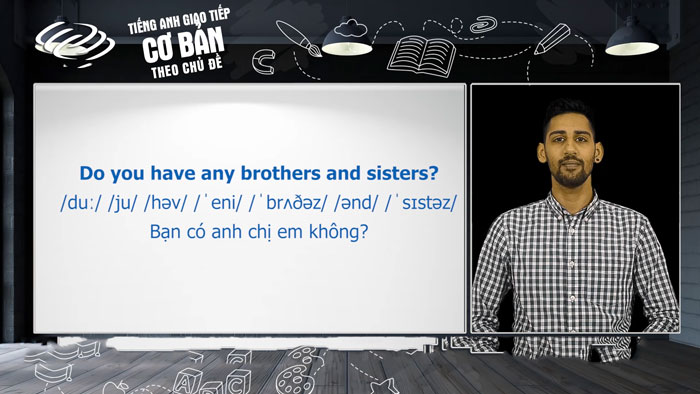 TIẾNG ANH GIAO TIẾP
CƠ BẢN
THEO CHỦ ĐỀ
Do you have any brothers and sisters?
/duː/ /ju/ /həv/ /ˈeni/ /ˈbrʌðəz/ /ənd/ /ˈsɪstəz/
Bạn có anh chị em không?
A B C